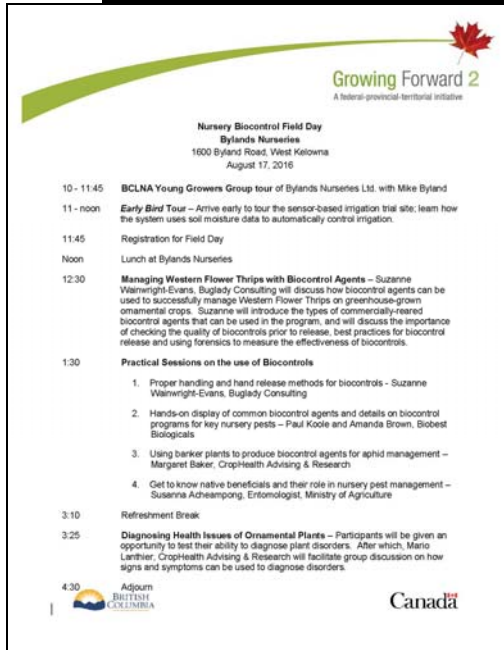 Growing Forward 2
A federal-provincial-territorial initiative
Nursery Biocontrol Field Day
Bylands Nurseries
1600 Byland Road, West Kelowna
August 17, 2016
10 - 11:45 BCLNA Young Growers Group tour of Bylands Nurseries Ltd. with Mike Byland
11 - noon Early Bird Tour – Arrive early to tour the sensor-based irrigation trial site; learn how
the system uses soil moisture data to automatically control irrigation.
11:45 Registration for Field Day
Noon Lunch at Bylands Nurseries
12:30 Managing Western Flower Thrips with Biocontrol Agents – Suzanne
Wainwright-Evans, Buglady Consulting will discuss how biocontrol agents can be
used to successfully manage Western Flower Thrips on greenhouse-grown
ornamental crops. Suzanne will introduce the types of commercially-reared
biocontrol agents that can be used in the program, and will discuss the importance
of checking the quality of biocontrols prior to release, best practices for biocontrol
release and using forensics to measure the effectiveness of biocontrols.
1:30 Practical Sessions on the use of Biocontrols
1. Proper handling and hand release methods for biocontrols - Suzanne
Wainwright-Evans, Buglady Consulting
2. Hands-on display of common biocontrol agents and details on biocontrol
programs for key nursery pests – Paul Koole and Amanda Brown, Biobest
Biologicals
3. Using banker plants to produce biocontrol agents for aphid management –
Margaret Baker, CropHealth Advising & Research
4. Get to know native beneficials and their role in nursery pest management –
Susanna Acheampong, Entomologist, Ministry of Agriculture
3:10 Refreshment Break
3:25 Diagnosing Health Issues of Ornamental Plants – Participants will be given an
opportunity to test their ability to diagnose plant disorders. After which, Mario
Lanthier, CropHealth Advising & Research will facilitate group discussion on how
signs and symptoms can be used to diagnose disorders.
4:30 Adjourn
BRITISH
COLUMBIA
Canada